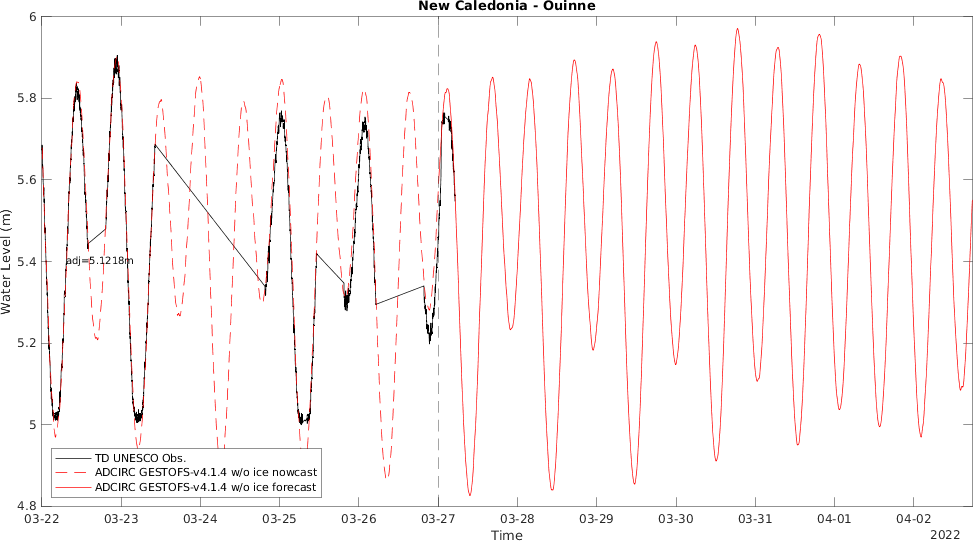 New Caledonia - Ouinne
6
5.8
5.6
5.4
5.2
5
4.8
Water Level (m)
adj=5.1218m
TD UNESCO Obs.
ADCIRC GESTOFS-v4.1.4 w/o ice nowcast
ADCIRC GESTOFS-v4.1.4 w/o ice forecast
03-22 03-23 03-24 03-25 03-26 03-27 03-28 03-29 03-30 03-31 04-01 04-02
Time
2022